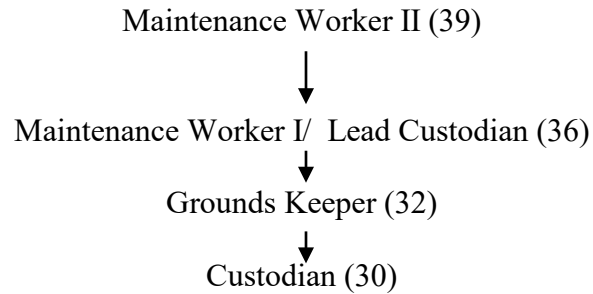 Maintenance Worker II (39)
Maintenance Worker I/ Lead Custodian (36)
Grounds Keeper (32)
Custodian (30)